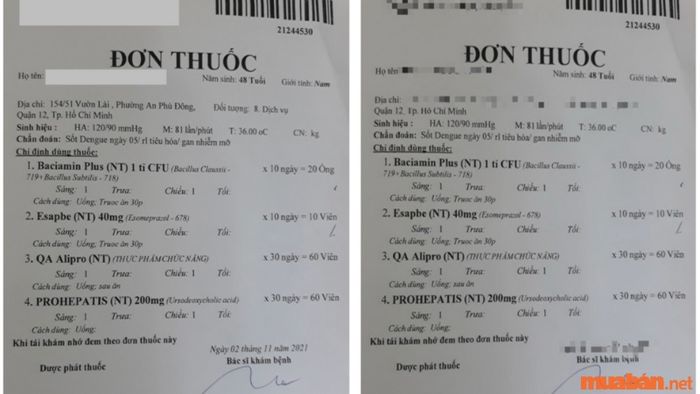 21244530
ĐƠN THUỐC
Họ tên: Năm sinh: 48 Tuổi Giới tính: Nam
Địa chỉ: 154/51 Vườn Lài , Phường An Phú Đông, Đối tượng: 8. Dịch vụ
Quận 12, Tp. Hồ Chí Minh
Sinh hiệu : HA: 120/90 mmHg M: 81 lần/phút T: 36.00 oC CN: kg
Chẩn đoán: Sốt Dengue ngày 05/ rl tiêu hóa/ gan nhiễm mỡ
Chỉ định dùng thuốc:
1. Baciamin Plus (NT) 1 tỉ CFU (Bacillus Clausii - x 10 ngày = 20 Ống
719+ Bacillus Subtilis - 718)
Sáng: 1 Trưa: Chiều: 1 Tối:
Cách dùng: Uống, Truoc ăn 30p
2. Esapbe (NT) 40mg (Esomeprazol - 678) x 10 ngày = 10 Viên
Sáng: 1 Trưa: Chiều: Tối:
Cách dùng: Uống; Truoc ăn 30p
3. QA Alipro (NT) (THỰC PHẨM CHỨC NĂNG) x 30 ngày = 60 Viên
Sáng: 1 Trưa: Chiều: 1 Tối:
Cách dùng: Uống; sau ăn
4. PROHEPATIS (NT) 200mg (Ursodeoxycholic acid) x 30 ngày = 60 Viên
Sáng: 1 Trưa: Chiều: 1 Tối:
Cách dùng: Uống;
Khi tái khám nhớ đem theo đơn thuốc này
Ngày 02 tháng 11 năm 2021
Dược phát thuốc Bác sĩ khám bệnh
21244530
ĐƠN THUỐC
Họ tên: Năm sinh: 48 Tuổi Giới tính: Nam
Địa chỉ:
Quận 12, Tp. Hồ Chí Minh
Sinh hiệu : HA: 120/90 mmHg M: 81 lần/phút T: 36.00 oC CN: kg
Chẩn đoán: Sốt Dengue ngày 05/ rl tiêu hóa/ gan nhiễm mỡ
Chỉ định dùng thuốc:
1. Baciamin Plus (NT) 1 tỉ CFU (Bacillus Clausii - x 10 ngày = 20 Ống
719+ Bacillus Subtilis - 718)
Sáng: 1 Trưa: Chiều: 1 Tối:
Cách dùng: Uống, Truoc ăn 30p
2. Esapbe (NT) 40mg (Esomeprazol - 678) x 10 ngày = 10 Viên
Sáng: 1 Trưa: Chiều: Tối:
Cách dùng: Uống; Truoc ăn 30p
3. QA Alipro (NT) (THỰC PHẨM CHỨC NĂNG) x 30 ngày = 60 Viên
Sáng: 1 Trưa: Chiều: 1 Tối:
Cách dùng: Uống; sau ăn
4. PROHEPATIS (NT) 200mg (Ursodeoxycholic acid) x 30 ngày = 60 Viên
Sáng: 1 Trưa: Chiều: 1 Tối:
Cách dùng: Uống;
Khi tái khám nhớ đem theo đơn thuốc này
Dược phát thuốc Bác sĩ khám bệnh
muaban.net